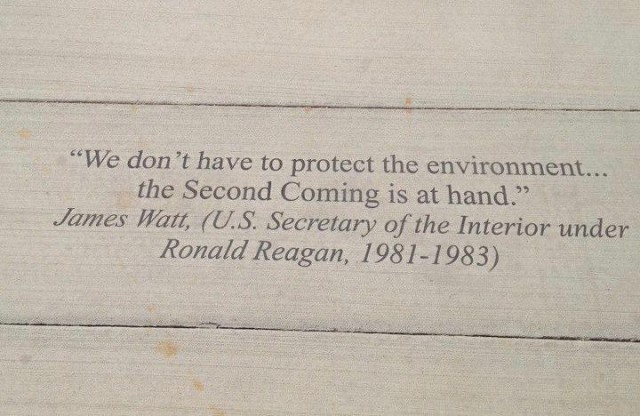 “We don’t have to protect the environment...
the Second Coming is at hand.”
James Watt, (U.S. Secretary of the Interior under
Ronald Reagan, 1981-1983)